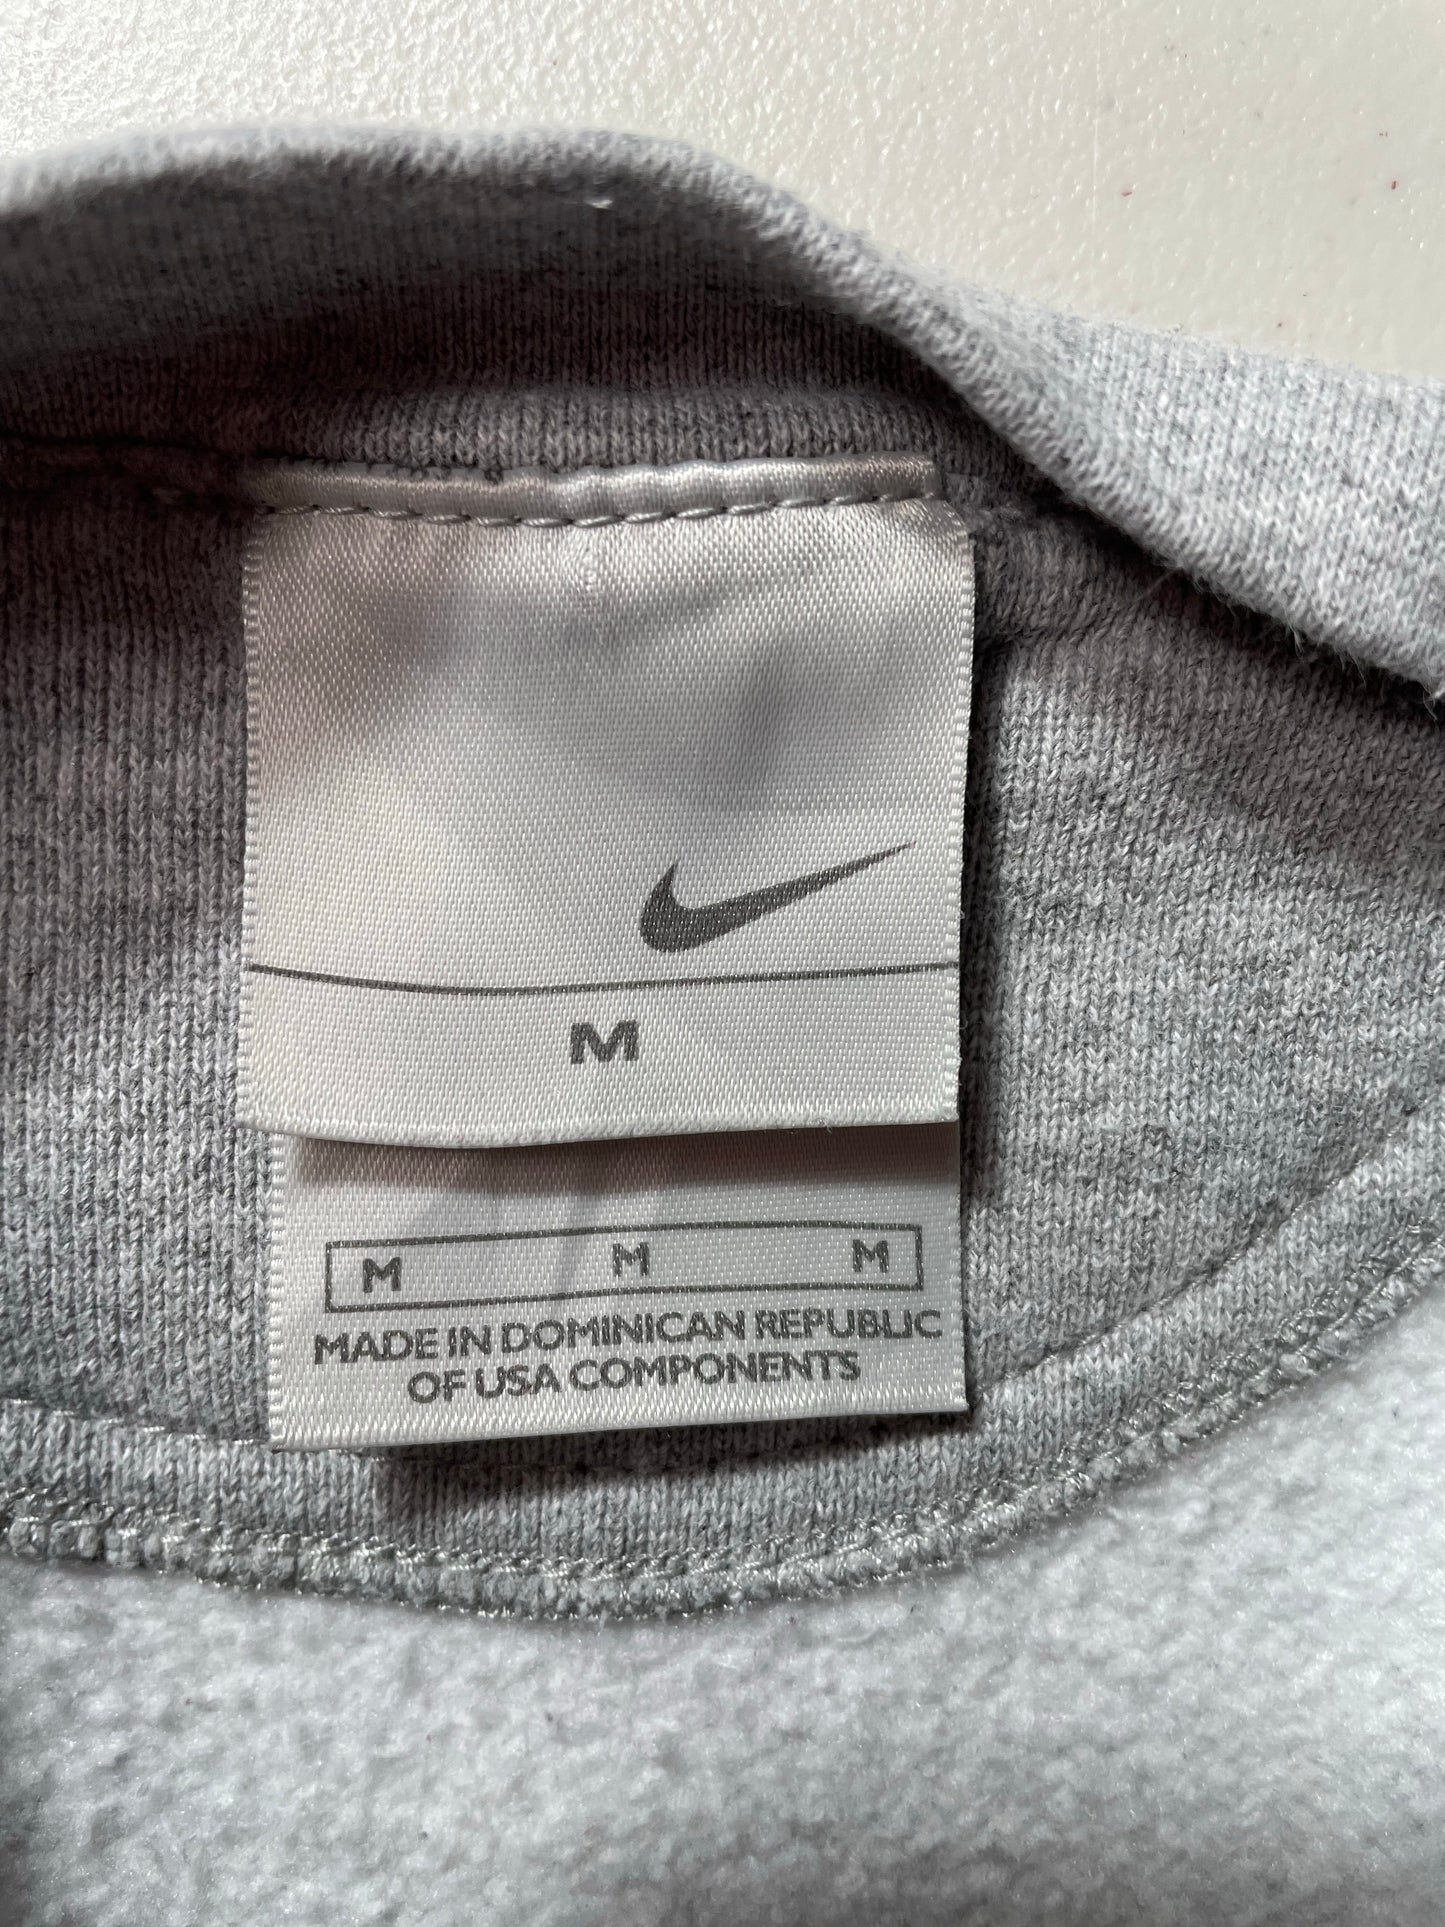 M
M M M
MADE IN DOMINICAN REPUBLIC
OF USA COMPONENTS